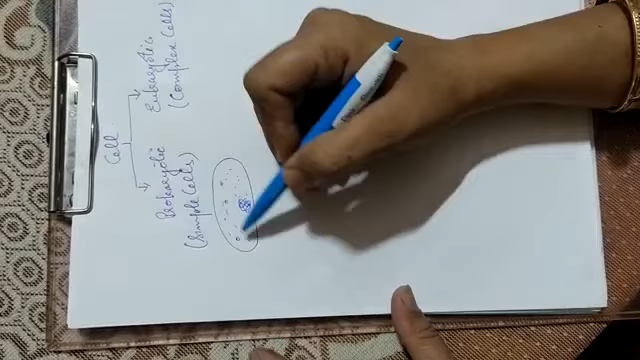 Cell
Prokaryotic
(Simple Cells)
Eukaryotic
(Complex Cells)